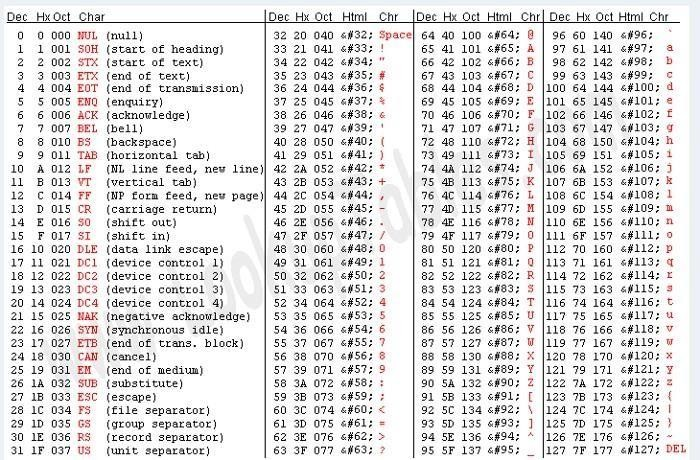 Dec Hx Oct Char Dec Hx Oct Html Chr Dec Hx Oct Html Chr Dec Hx Oct Html Chr
0 0 000 NUL (null) 32 20 040 &#32; Space 64 40 100 &#64; @ 96 60 140 &#96; `
1 1 001 SOH (start of heading) 33 21 041 &#33; ! 65 41 101 &#65; A 97 61 141 &#97; a
2 2 002 STX (start of text) 34 22 042 &#34; " 66 42 102 &#66; B 98 62 142 &#98; b
3 3 003 ETX (end of text) 35 23 043 &#35; # 67 43 103 &#67; C 99 63 143 &#99; c
4 4 004 EOT (end of transmission) 36 24 044 &#36; $ 68 44 104 &#68; D 100 64 144 &#100; d
5 5 005 ENQ (enquiry) 37 25 045 &#37; % 69 45 105 &#69; E 101 65 145 &#101; e
6 6 006 ACK (acknowledge) 38 26 046 &#38; & 70 46 106 &#70; F 102 66 146 &#102; f
7 7 007 BEL (bell) 39 27 047 &#39; ' 71 47 107 &#71; G 103 67 147 &#103; g
8 8 010 BS (backspace) 40 28 050 &#40; ( 72 48 110 &#72; H 104 68 150 &#104; h
9 9 011 TAB (horizontal tab) 41 29 051 &#41; ) 73 49 111 &#73; I 105 69 151 &#105; i
10 A 012 LF (NL line feed, new line) 42 2A 052 &#42; * 74 4A 112 &#74; J 106 6A 152 &#106; j
11 B 013 VT (vertical tab) 43 2B 053 &#43; + 75 4B 113 &#75; K 107 6B 153 &#107; k
12 C 014 FF (NP form feed, new page) 44 2C 054 &#44; , 76 4C 114 &#76; L 108 6C 154 &#108; l
13 D 015 CR (carriage return) 45 2D 055 &#45; - 77 4D 115 &#77; M 109 6D 155 &#109; m
14 E 016 SO (shift out) 46 2E 056 &#46; . 78 4E 116 &#78; N 110 6E 156 &#110; n
15 F 017 SI (shift in) 47 2F 057 &#47; / 79 4F 117 &#79; O 111 6F 157 &#111; o
16 10 020 DLE (data link escape) 48 30 060 &#48; 0 80 50 120 &#80; P 112 70 160 &#112; p
17 11 021 DC1 (device control 1) 49 31 061 &#49; 1 81 51 121 &#81; Q 113 71 161 &#113; q
18 12 022 DC2 (device control 2) 50 32 062 &#50; 2 82 52 122 &#82; R 114 72 162 &#114; r
19 13 023 DC3 (device control 3) 51 33 063 &#51; 3 83 53 123 &#83; S 115 73 163 &#115; s
20 14 024 DC4 (device control 4) 52 34 064 &#52; 4 84 54 124 &#84; T 116 74 164 &#116; t
21 15 025 NAK (negative acknowledge) 53 35 065 &#53; 5 85 55 125 &#85; U 117 75 165 &#117; u
22 16 026 SYN (synchronous idle) 54 36 066 &#54; 6 86 56 126 &#86; V 118 76 166 &#118; v
23 17 027 ETB (end of trans. block) 55 37 067 &#55; 7 87 57 127 &#87; W 119 77 167 &#119; w
24 18 030 CAN (cancel) 56 38 070 &#56; 8 88 58 130 &#88; X 120 78 170 &#120; x
25 19 031 EM (end of medium) 57 39 071 &#57; 9 89 59 131 &#89; Y 121 79 171 &#121; y
26 1A 032 SUB (substitute) 58 3A 072 &#58; : 90 5A 132 &#90; Z 122 7A 172 &#122; z
27 1B 033 ESC (escape) 59 3B 073 &#59; ; 91 5B 133 &#91; [ 123 7B 173 &#123; {
28 1C 034 FS (file separator) 60 3C 074 &#60; < 92 5C 134 &#92; \ 124 7C 174 &#124; |
29 1D 035 GS (group separator) 61 3D 075 &#61; = 93 5D 135 &#93; ] 125 7D 175 &#125; }
30 1E 036 RS (record separator) 62 3E 076 &#62; > 94 5E 136 &#94; ^ 126 7E 176 &#126; ~
31 1F 037 US (unit separator) 63 3F 077 &#63; ? 95 5F 137 &#95; _ 127 7F 177 &#127; DEL